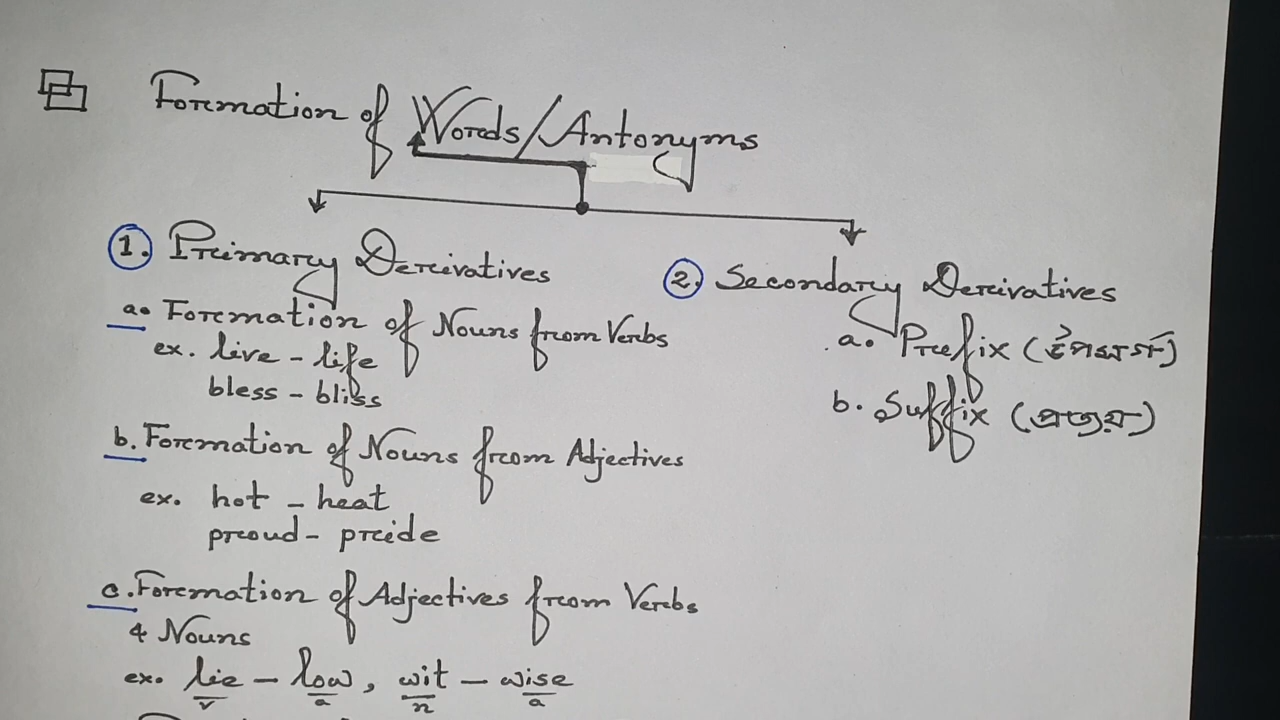 Formation of Words/Antonyms
1. Primary Derivatives
a. Formation of Nouns from Verbs
ex. live - life
bless - bliss
b. Formation of Nouns from Adjectives
ex. hot - heat
proud - pride
c. Formation of Adjectives from Verbs
& Nouns
ex. lie - low, wit - wise
v a n a
2. Secondary Derivatives
a. Prefix (উপসর্গ)
b. Suffix (প্রত্যয়)